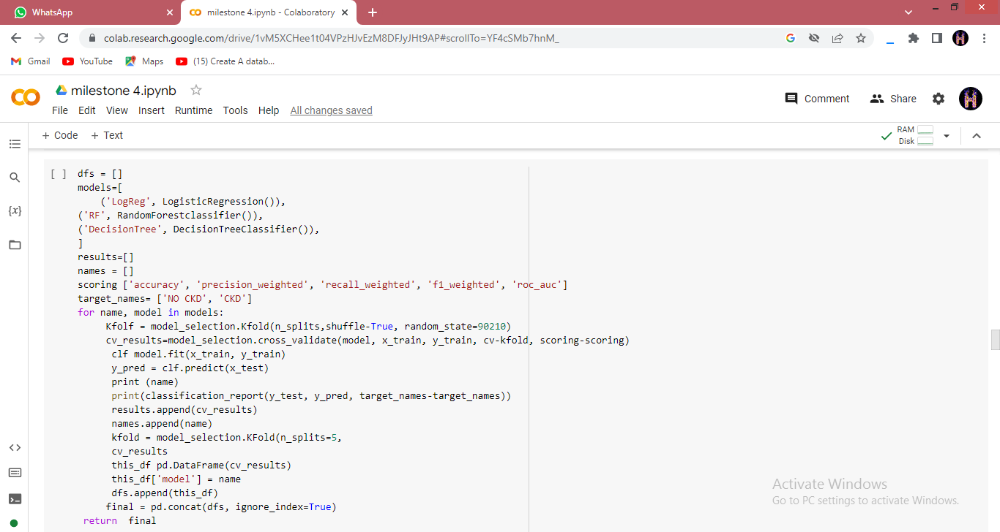 WhatsApp
milestone 4.ipynb - Colaboratory
colab.research.google.com/drive/1vM5XCHee1t04VPzHJvEzM8DFJyJHt9AP#scrollTo=YF4cSMb7hnM_
Gmail YouTube Maps (15) Create A datab...
milestone 4.ipynb
File Edit View Insert Runtime Tools Help All changes saved
Comment Share
+ Code + Text
RAM
Disk
[ ] dfs = []
models=[
('LogReg', LogisticRegression()),
('RF', RandomForestclassifier()),
('DecisionTree', DecisionTreeClassifier()),
]
results=[]
names = []
scoring ['accuracy', 'precision_weighted', 'recall_weighted', 'f1_weighted', 'roc_auc']
target_names= ['NO CKD', 'CKD']
for name, model in models:
Kfolf = model_selection.Kfold(n_splits,shuffle-True, random_state=90210)
cv_results=model_selection.cross_validate(model, x_train, y_train, cv-kfold, scoring-scoring)
clf model.fit(x_train, y_train)
y_pred = clf.predict(x_test)
print (name)
print(classification_report(y_test, y_pred, target_names-target_names))
results.append(cv_results)
names.append(name)
kfold = model_selection.KFold(n_splits=5,
cv_results
this_df pd.DataFrame(cv_results)
this_df['model'] = name
dfs.append(this_df)
final = pd.concat(dfs, ignore_index=True)
return final
{x}
Activate Windows
Go to PC settings to activate Windows.